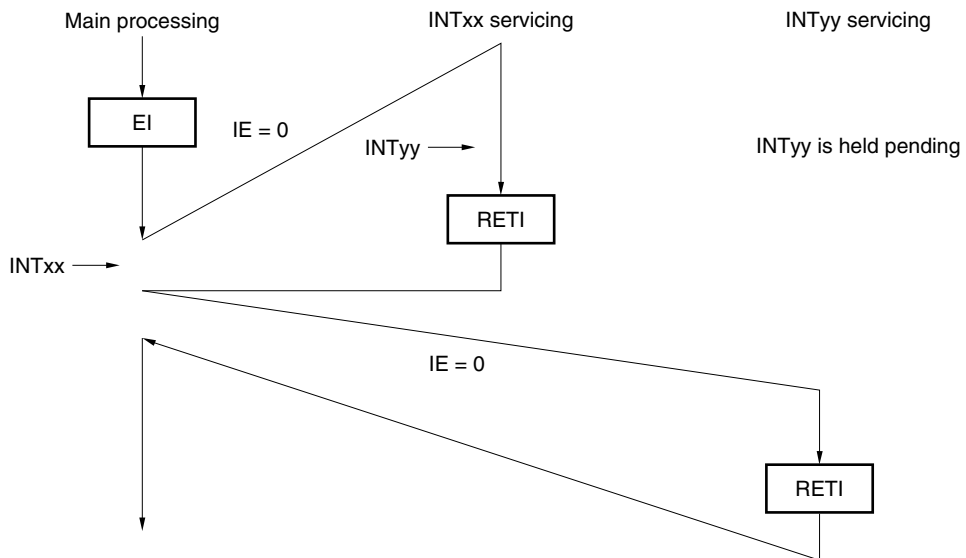 Main processing
INTxx servicing
INTyy servicing
EI
IE = 0
INTyy
INTyy is held pending
RETI
INTxx
IE = 0
RETI